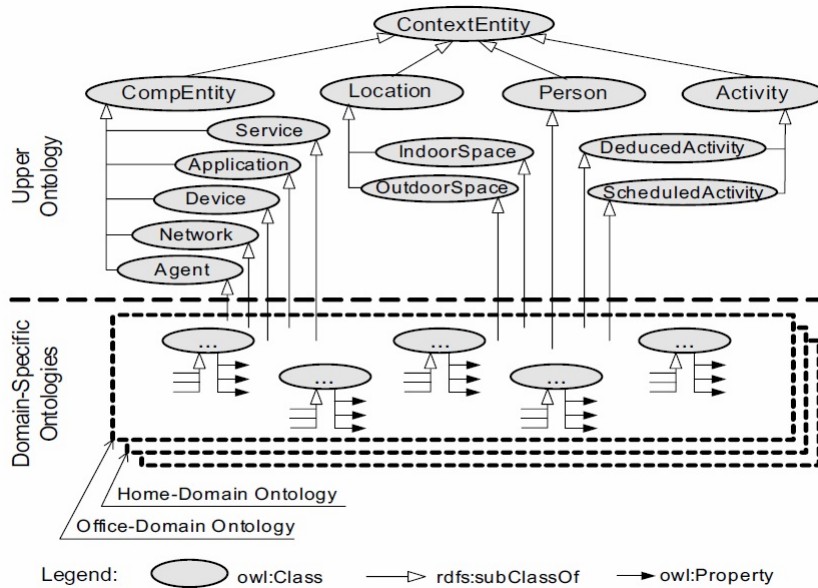 ContextEntity
CompEntity
Location
Person
Activity
Service
Application
Device
Network
Agent
IndoorSpace
OutdoorSpace
DeducedActivity
ScheduledActivity
Upper
Ontology
...
...
...
...
...
Domain-Specific
Ontologies
Home-Domain Ontology
Office-Domain Ontology
Legend: owl:Class rdfs:subClassOf owl:Property